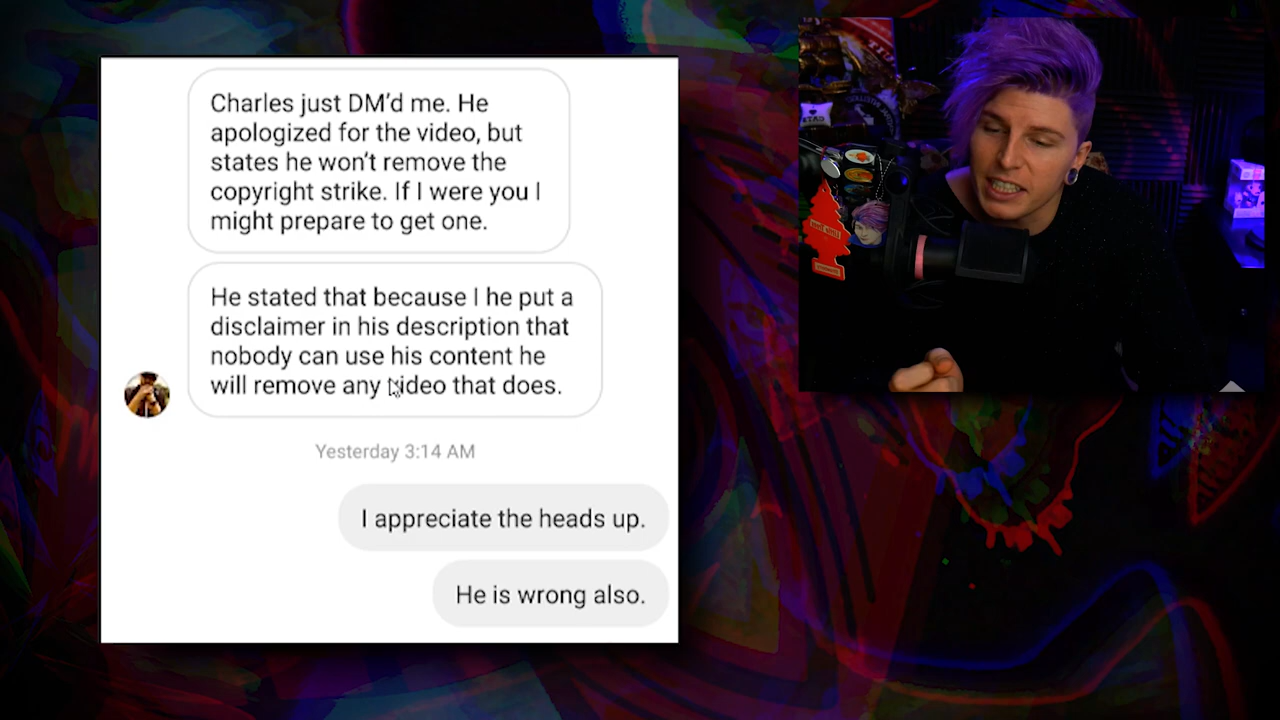 Charles just DM’d me. He
apologized for the video, but
states he won’t remove the
copyright strike. If I were you I
might prepare to get one.
He stated that because I he put a
disclaimer in his description that
nobody can use his content he
will remove any video that does.
Yesterday 3:14 AM
I appreciate the heads up.
He is wrong also.